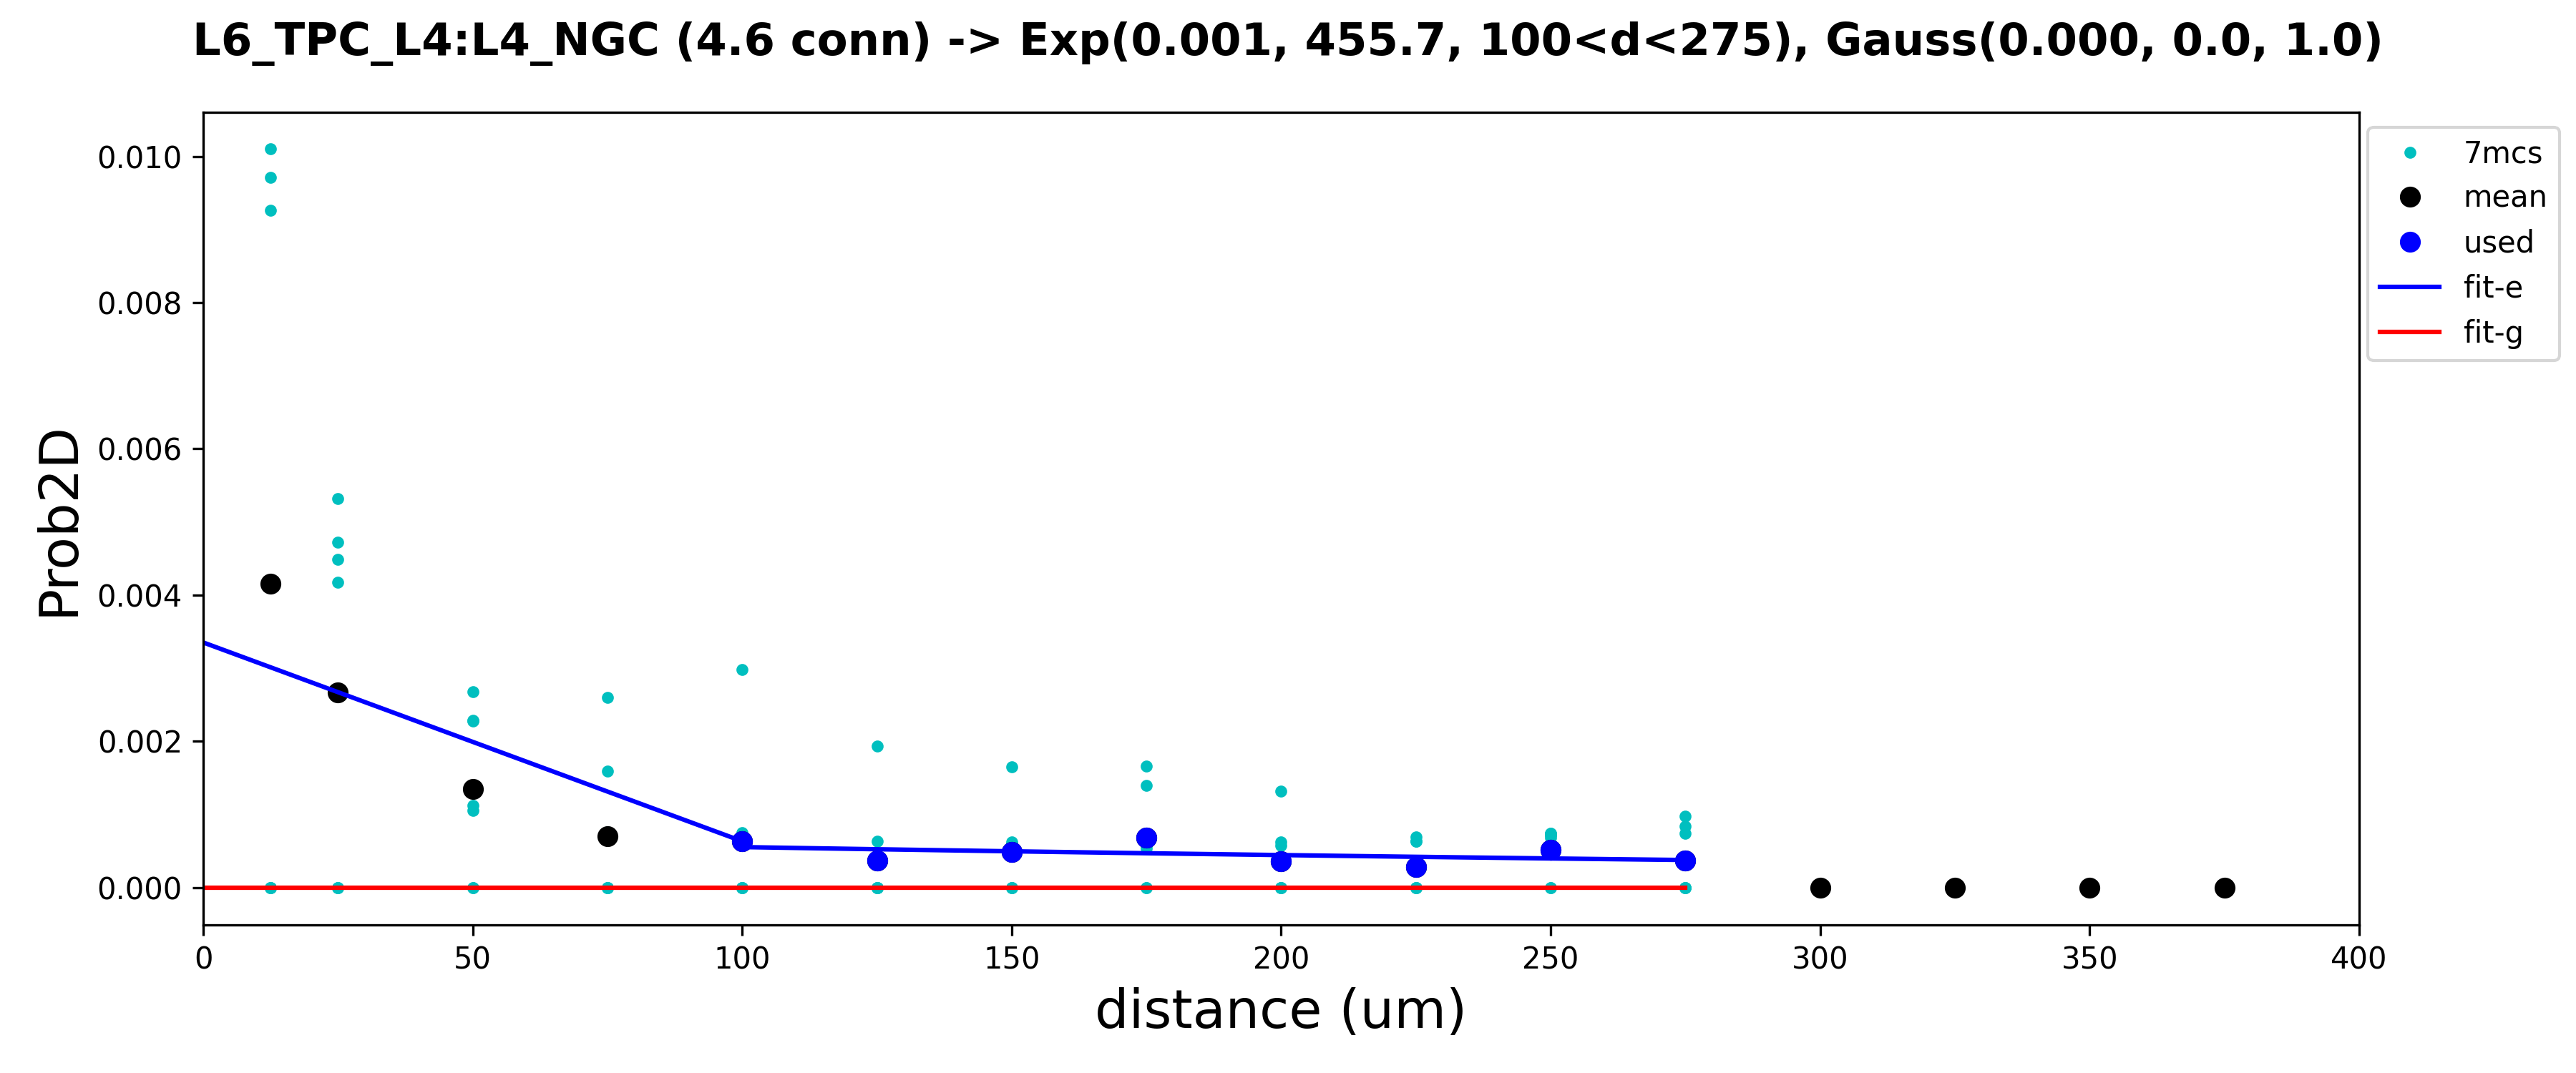 L6_TPC_L4:L4_NGC (4.6 conn) -> Exp(0.001, 455.7, 100<d<275), Gauss(0.000, 0.0, 1.0)
7mcs
mean
used
fit-e
fit-g
Prob2D
0.010
0.008
0.006
0.004
0.002
0.000
0 50 100 150 200 250 300 350 400
distance (um)